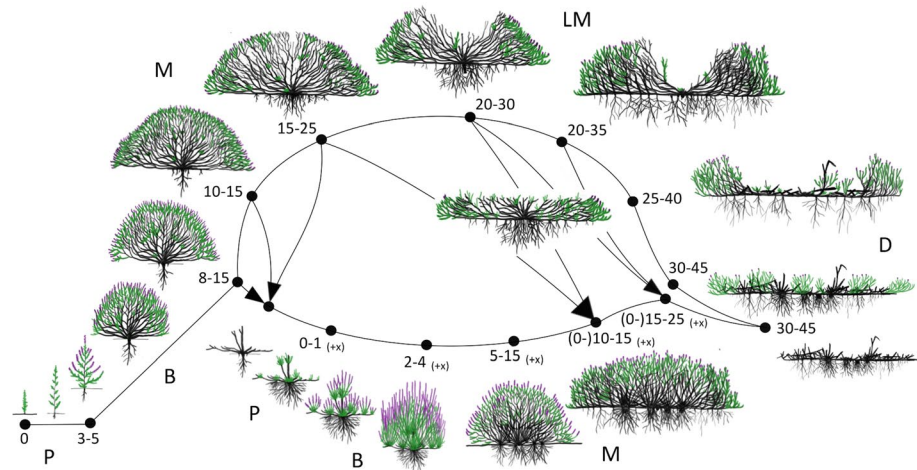 LM
M
20-30
15-25
20-35
10-15
25-40
D
8-15
30-45
(0-)15-25 (+x)
30-45
0-1 (+x)
(0-)10-15 (+x)
2-4 (+x)
5-15 (+x)
B
P
0
3-5
P
B
M